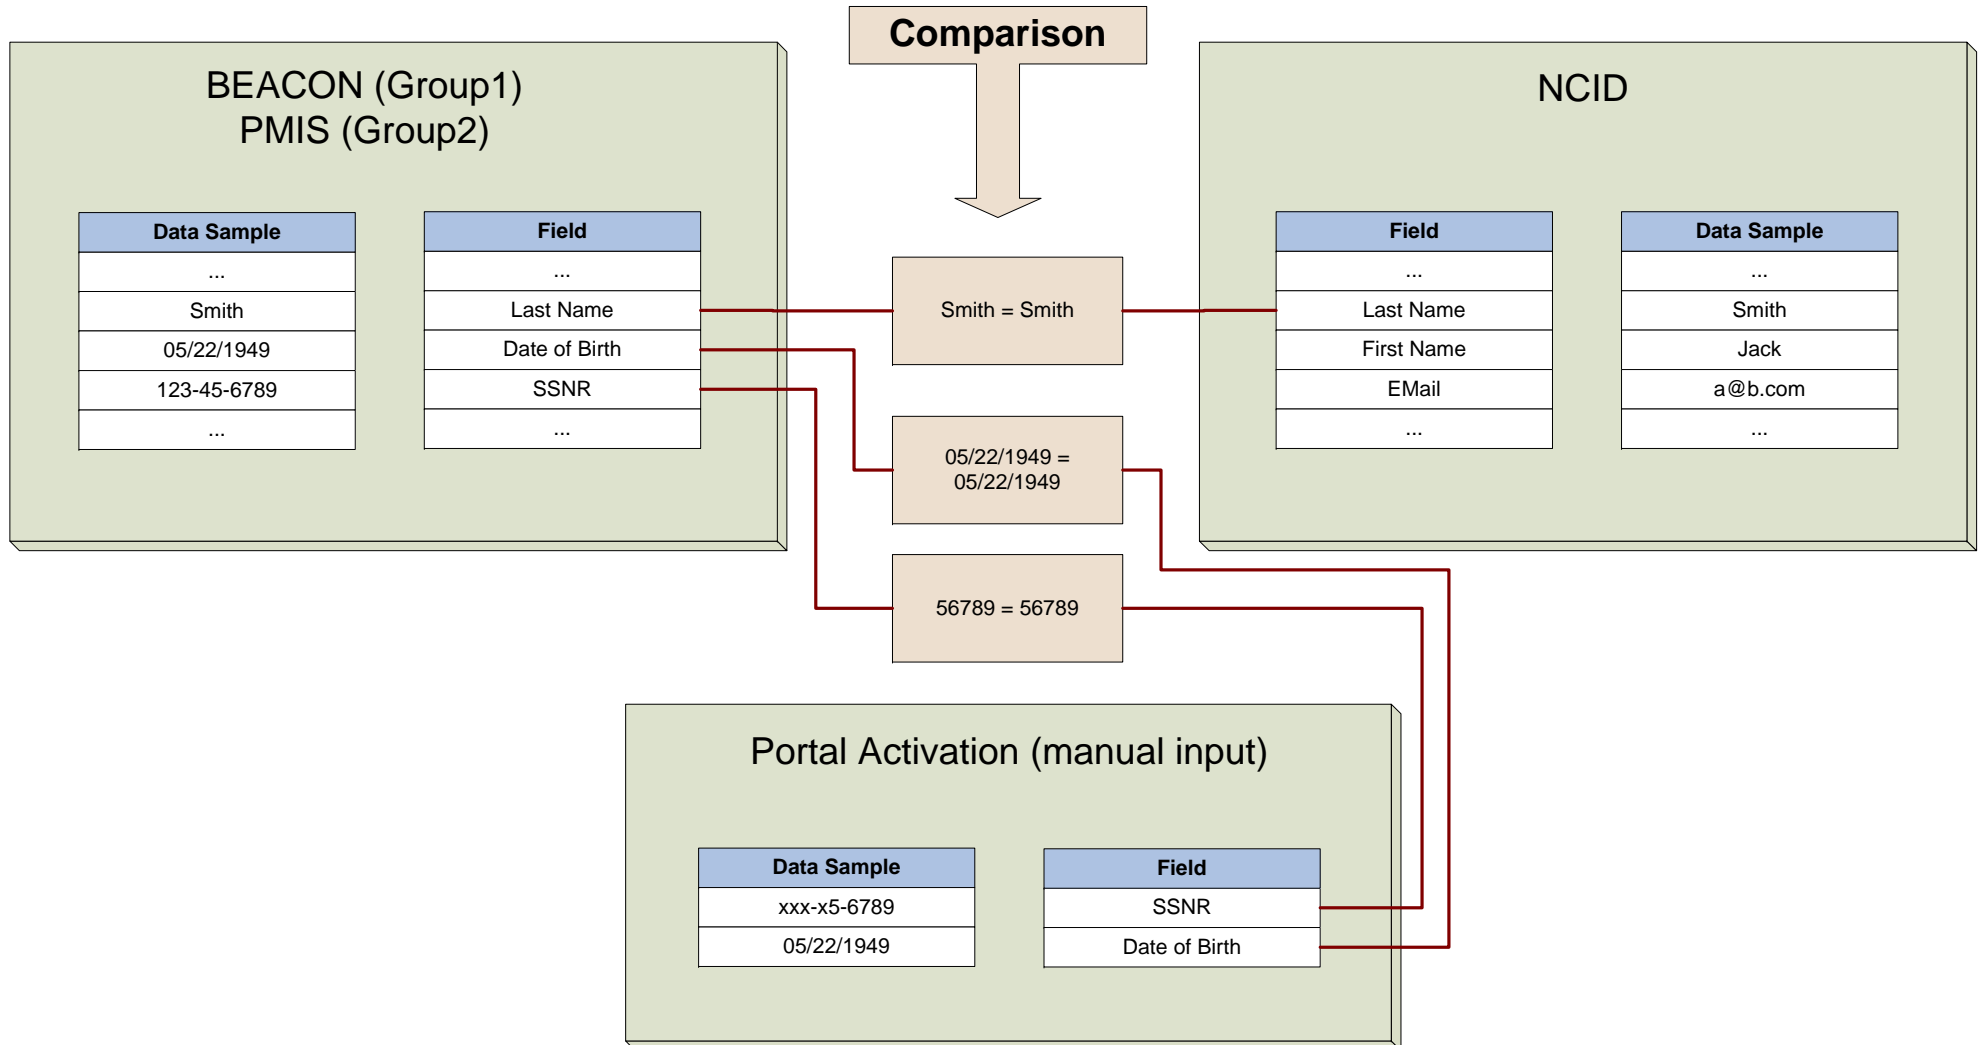 Comparison
BEACON (Group1)
PMIS (Group2)
Data Sample
...
Smith
05/22/1949
123-45-6789
...
Field
...
Last Name
Date of Birth
SSNR
...
Smith = Smith
05/22/1949 =
05/22/1949
56789 = 56789
NCID
Field
...
Last Name
First Name
EMail
...
Data Sample
...
Smith
Jack
a@b.com
...
Portal Activation (manual input)
Data Sample
xxx-x5-6789
05/22/1949
Field
SSNR
Date of Birth